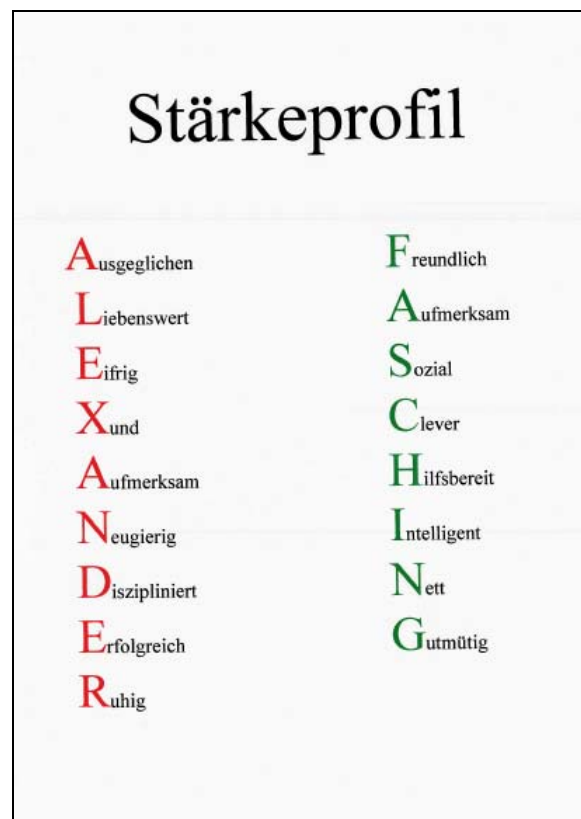 Stärkeprofil
Ausgeglichen
Liebenswert
Eifrig
Xund
Aufmerksam
Neugierig
Diszipliniert
Erfolgreich
Ruhig
Freundlich
Aufmerksam
Sozial
Clever
Hilfsbereit
Intelligent
Nett
Gutmütig